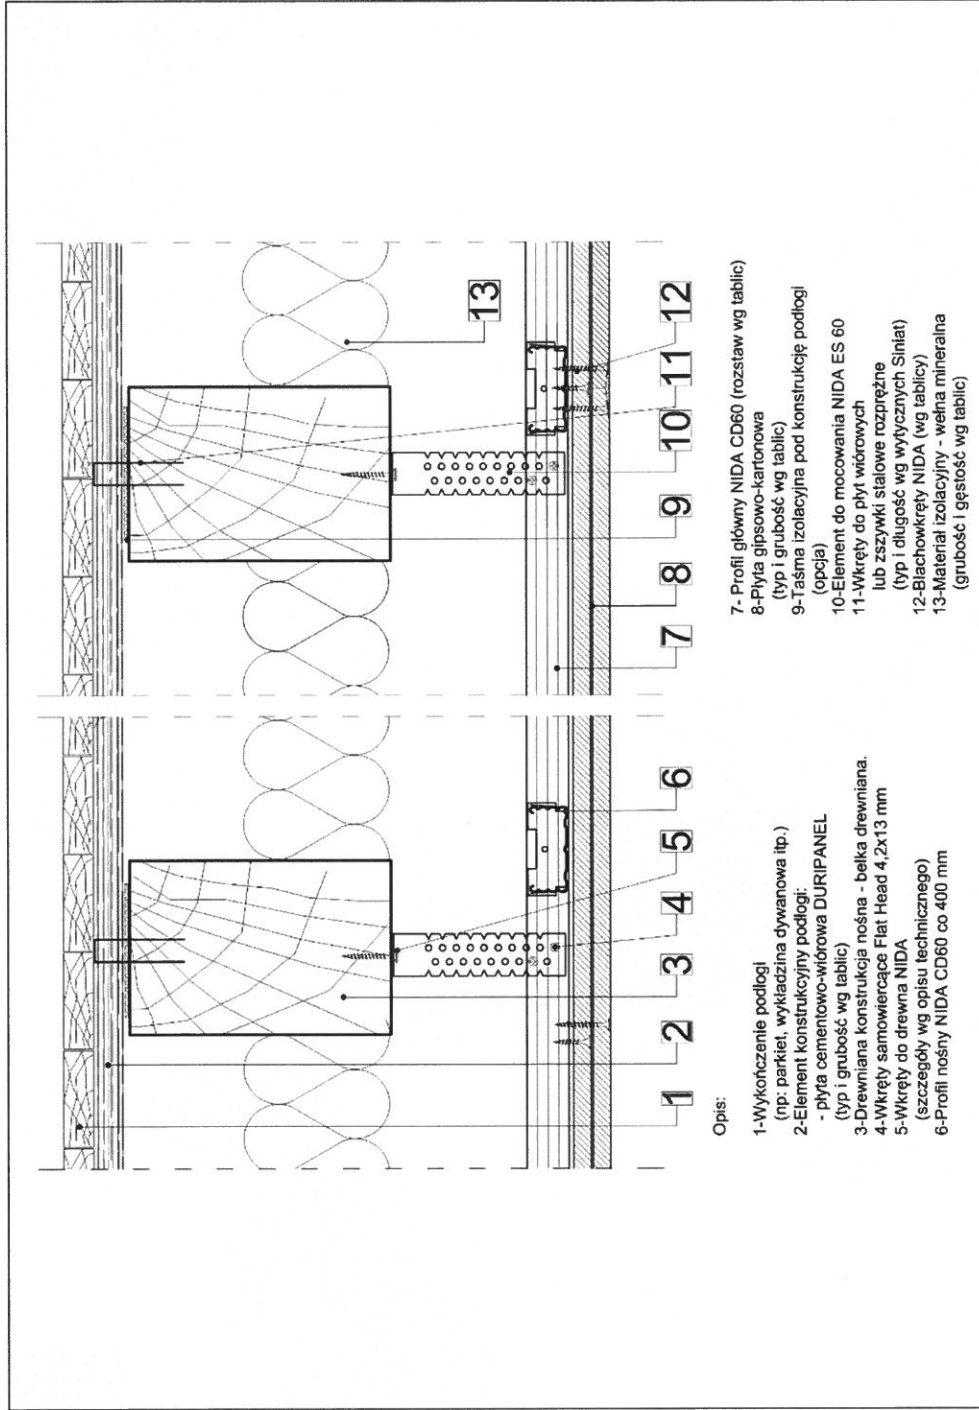 1
2
3
4
5
6
7
8
9
10
11
12
13
Opis:
1-Wykończenie podłogi
(np: parkiet, wykładzina dywanowa itp.)
2-Element konstrukcyjny podłogi:
- płyta cementowo-wiórowa DURIPANEL
(typ i grubość wg tablic)
3-Drewniana konstrukcja nośna - belka drewniana.
4-Wkręty samowiercące Flat Head 4,2x13 mm
5-Wkręty do drewna NIDA
(szczegóły wg opisu technicznego)
6-Profil nośny NIDA CD60 co 400 mm
7- Profil główny NIDA CD60 (rozstaw wg tablic)
8-Płyta gipsowo-kartonowa
(typ i grubość wg tablic)
9-Taśma izolacyjna pod konstrukcję podłogi
(opcja)
10-Element do mocowania NIDA ES 60
11-Wkręty do płyt wiórowych
lub zszywki stalowe rozprężne
(typ i długość wg wytycznych Siniat)
12-Blachowkręty NIDA (wg tablicy)
13-Materiał izolacyjny - wełna mineralna
(grubość i gęstość wg tablic)